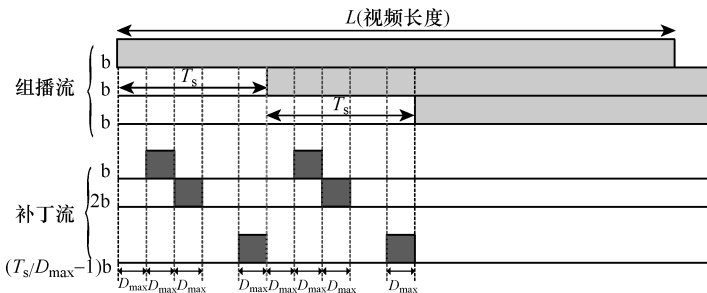 L(视频长度)
组播流
b
b
b
Ts
Ts
补丁流
b
2b
(Ts/Dmax−1)b
Dmax Dmax Dmax Dmax Dmax Dmax Dmax Dmax